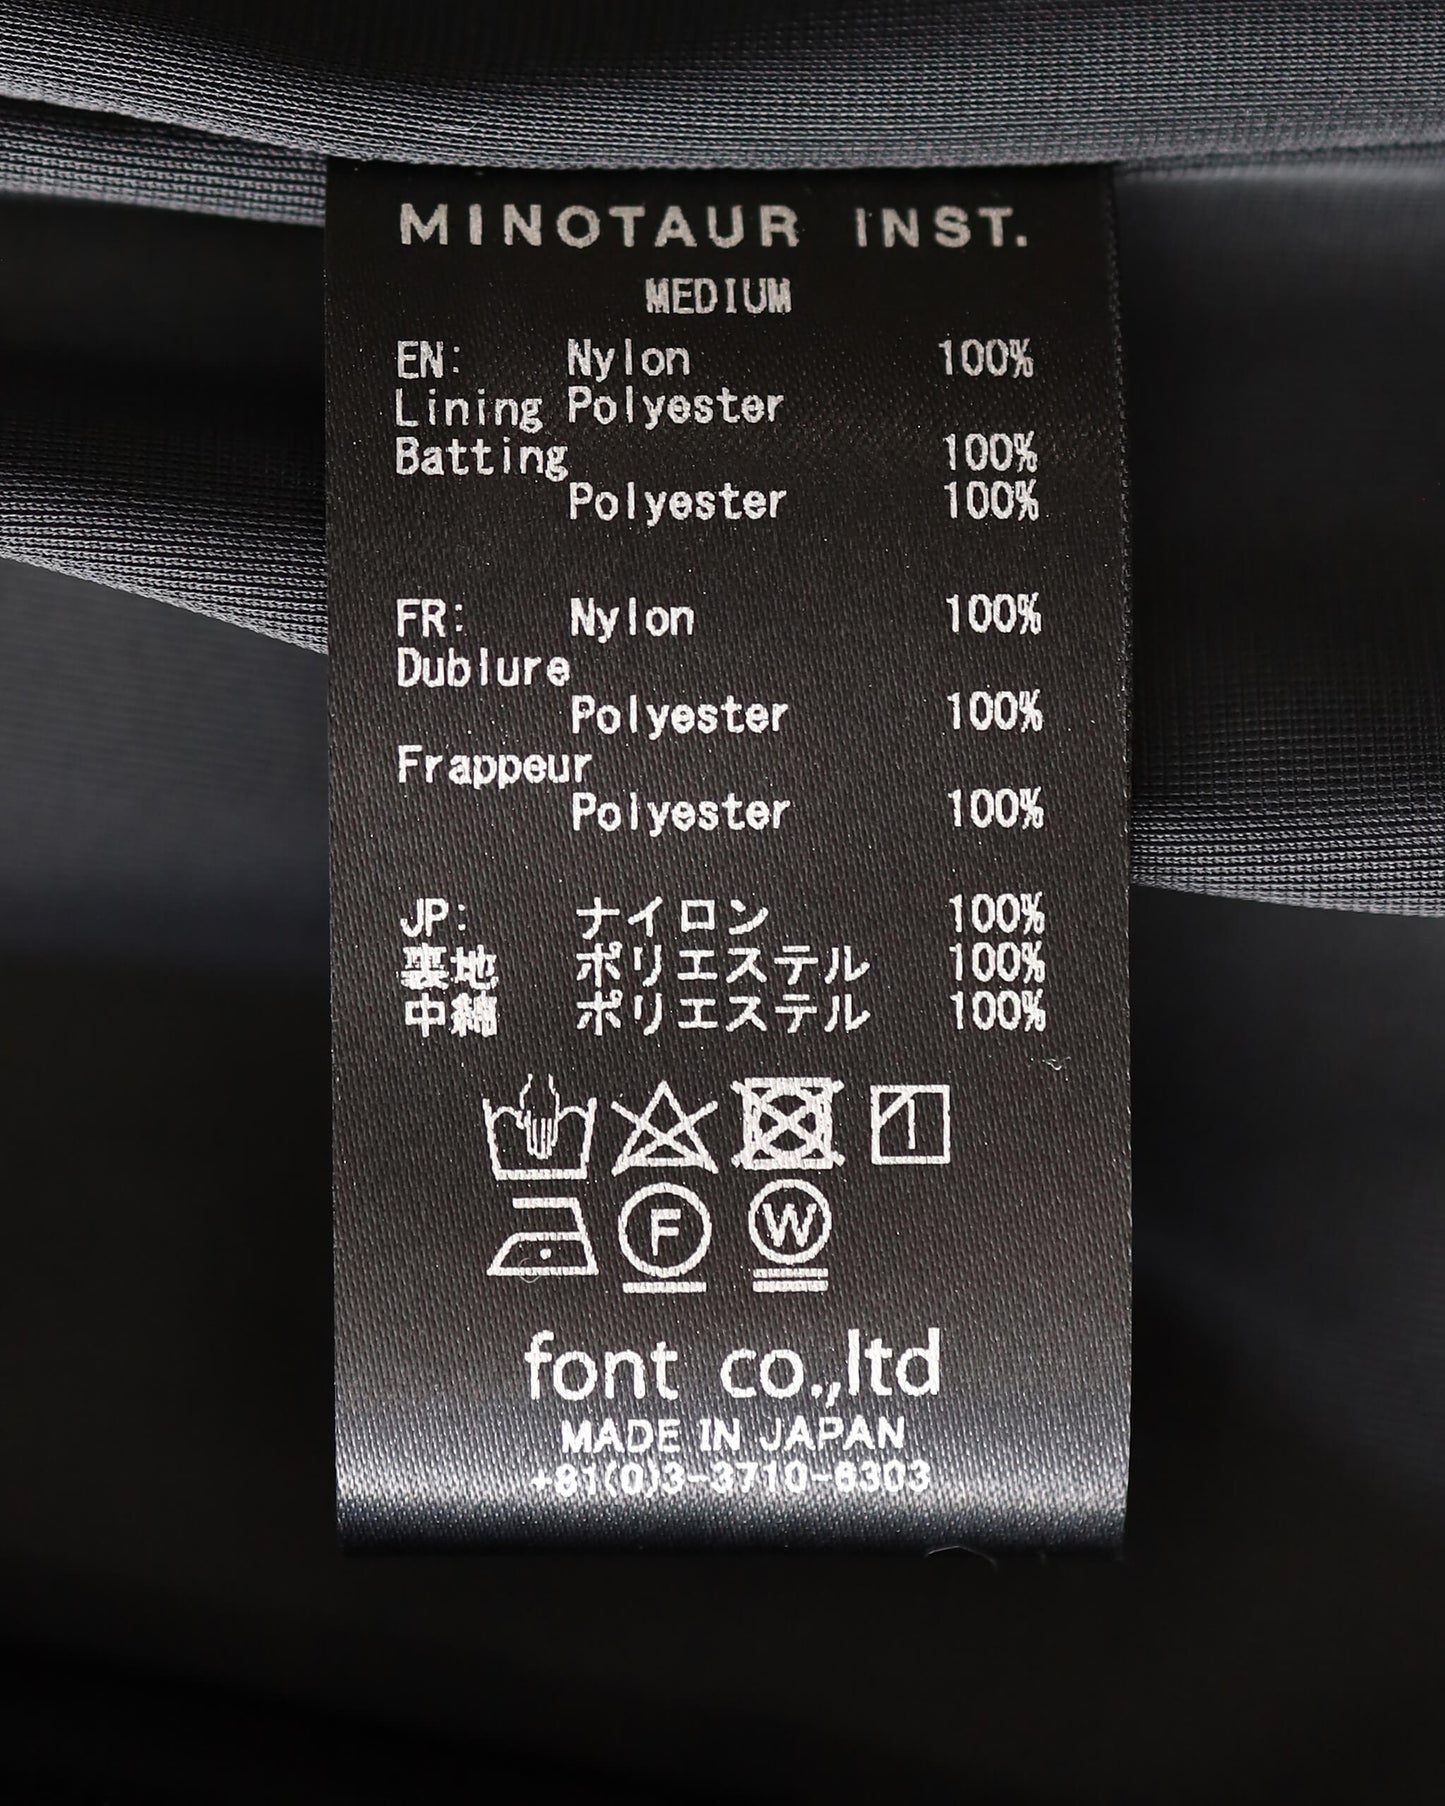 MINOTAUR INST.
MEDIUM
EN: Nylon 100%
Lining Polyester
Batting 100%
Polyester 100%
FR: Nylon 100%
Dublure
Polyester 100%
Frappeur
Polyester 100%
JP: ナイロン 100%
裏地 ポリエステル 100%
中綿 ポリエステル 100%
F W
font co.,ltd
MADE IN JAPAN
+81(0)3-3710-6303